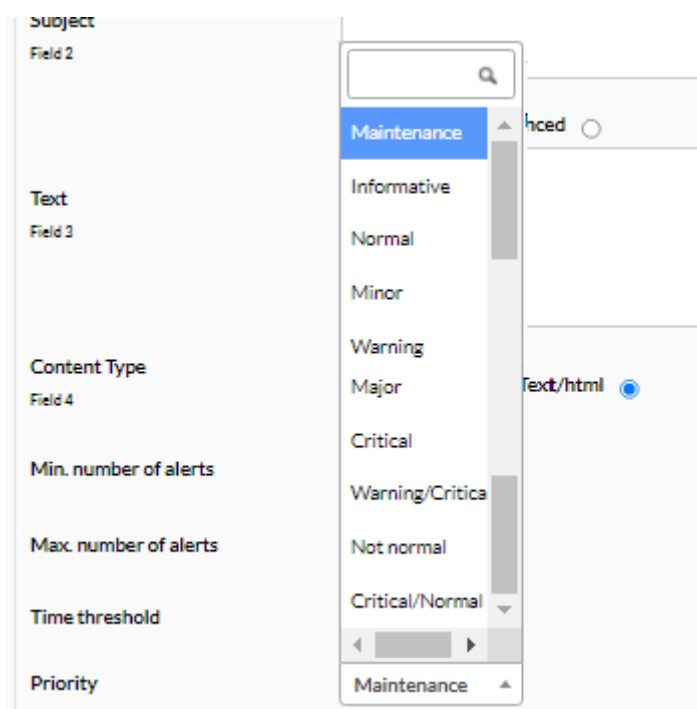 Subject
Field 2
Maintenance
Informative
Text
Field 3
Normal
Minor
Warning
Content Type
Major
Text/html
Field 4
Critical
Min. number of alerts
Warning/Critica
Max. number of alerts
Not normal
Critical/Normal
Time threshold
Priority
Maintenance